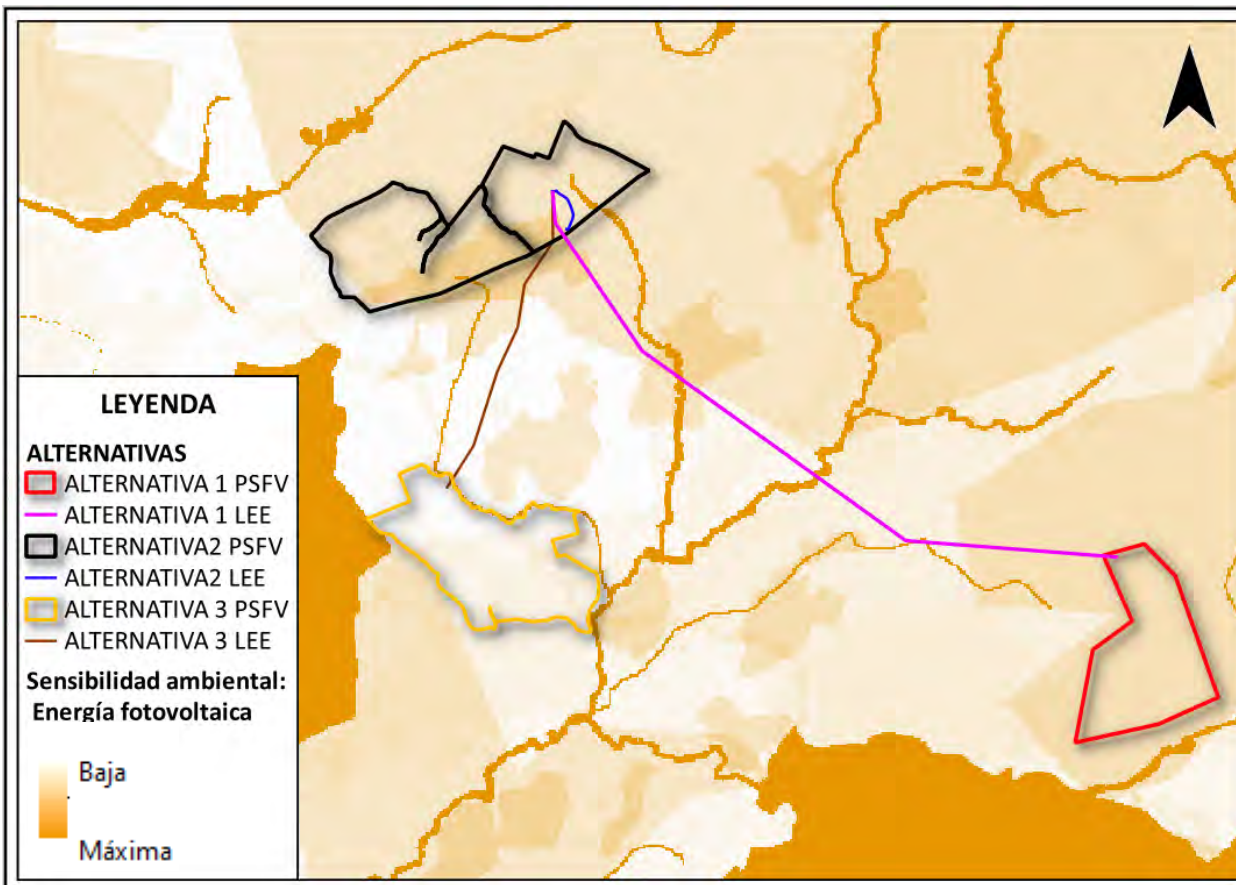 LEYENDA
ALTERNATIVAS
ALTERNATIVA 1 PSFV
ALTERNATIVA 1 LEE
ALTERNATIVA2 PSFV
ALTERNATIVA2 LEE
ALTERNATIVA 3 PSFV
ALTERNATIVA 3 LEE
Sensibilidad ambiental:
Energía fotovoltaica
Baja
Máxima